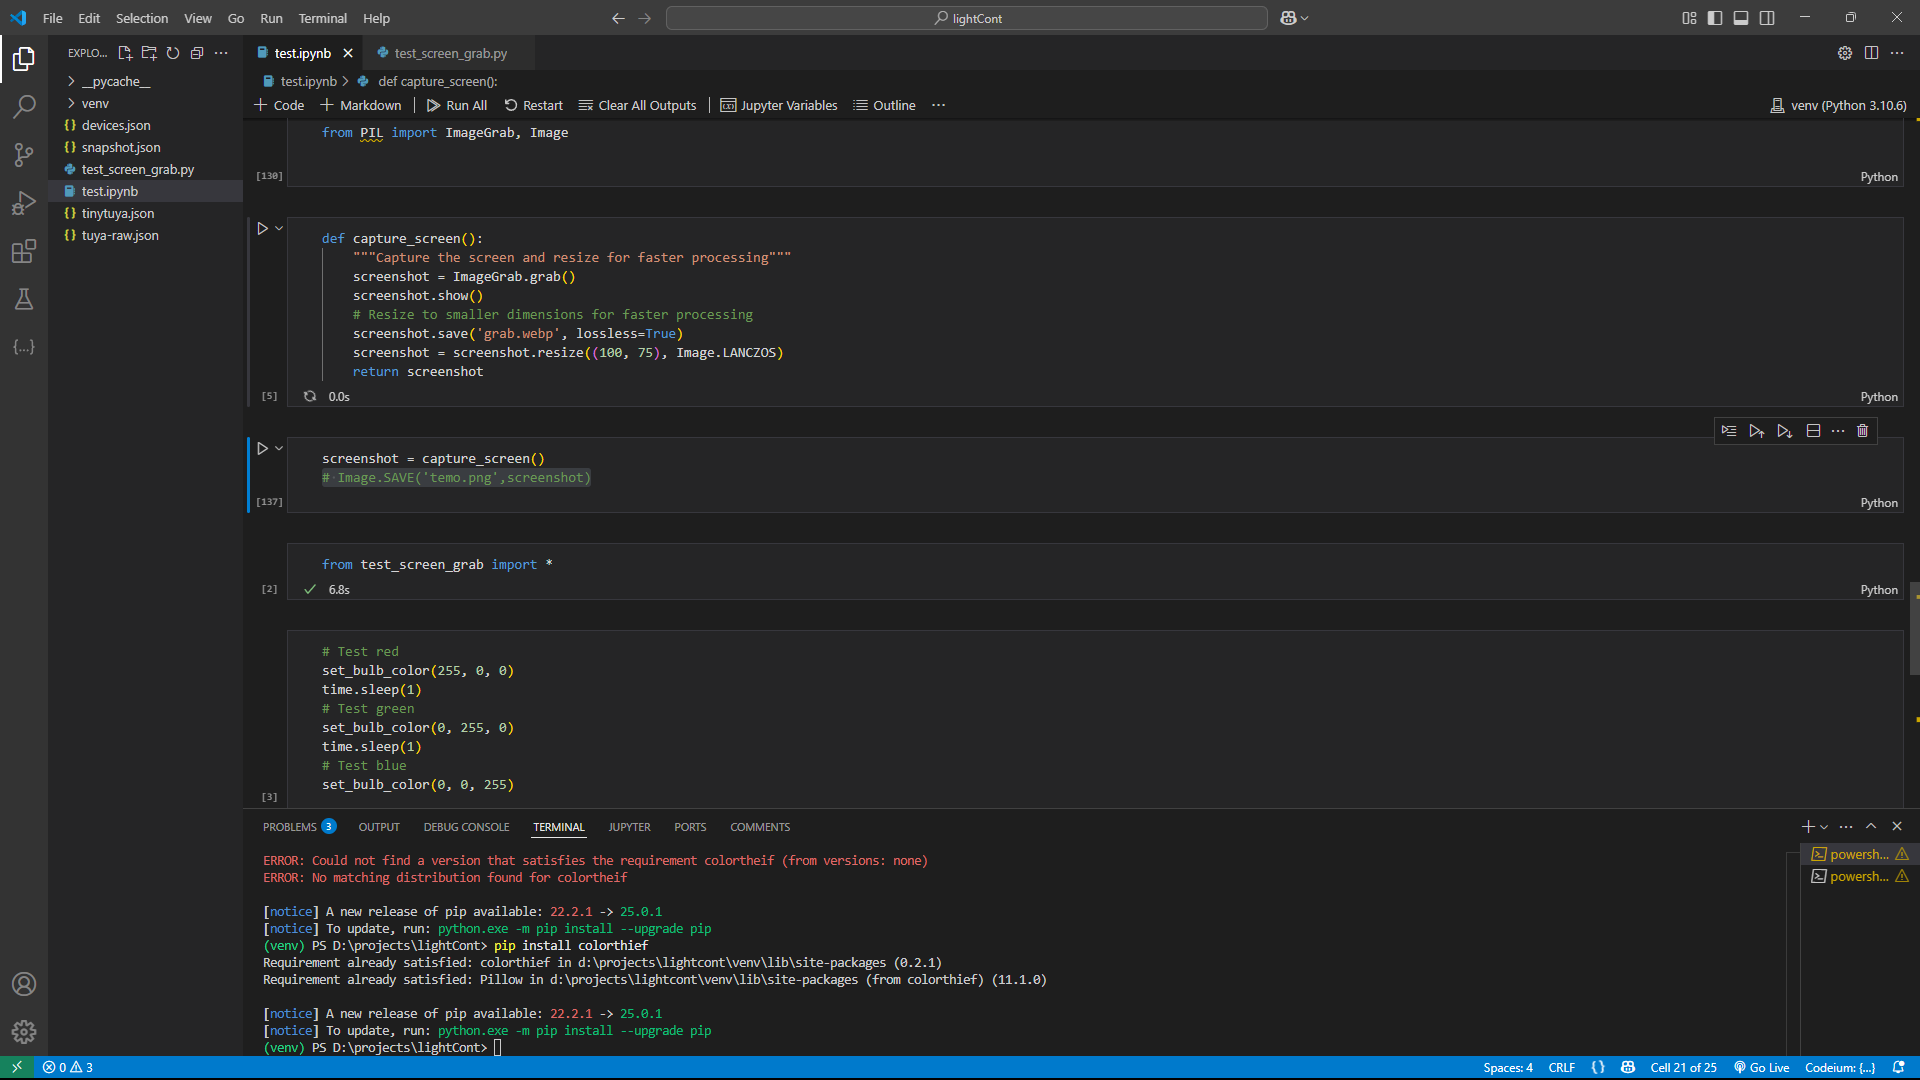 File Edit Selection View Go Run Terminal Help
lightCont
EXPLO...
test.ipynb
test_screen_grab.py
__pycache__
venv
devices.json
snapshot.json
test_screen_grab.py
test.ipynb
tinytuya.json
tuya-raw.json
test.ipynb > def capture_screen():
Code Markdown Run All Restart Clear All Outputs Jupyter Variables Outline ...
venv (Python 3.10.6)
from PIL import ImageGrab, Image
[130]
Python
def capture_screen():
"""Capture the screen and resize for faster processing"""
screenshot = ImageGrab.grab()
screenshot.show()
# Resize to smaller dimensions for faster processing
screenshot.save('grab.webp', lossless=True)
screenshot = screenshot.resize((100, 75), Image.LANCZOS)
return screenshot
[5] 0.0s
Python
screenshot = capture_screen()
# Image.SAVE('temo.png',screenshot)
[137]
Python
from test_screen_grab import *
[2] 6.8s
Python
# Test red
set_bulb_color(255, 0, 0)
time.sleep(1)
# Test green
set_bulb_color(0, 255, 0)
time.sleep(1)
# Test blue
set_bulb_color(0, 0, 255)
[3]
PROBLEMS 3 OUTPUT DEBUG CONSOLE TERMINAL JUPYTER PORTS COMMENTS
powersh...
powersh...
ERROR: Could not find a version that satisfies the requirement colortheif (from versions: none)
ERROR: No matching distribution found for colortheif
[notice] A new release of pip available: 22.2.1 -> 25.0.1
[notice] To update, run: python.exe -m pip install --upgrade pip
(venv) PS D:\projects\lightCont> pip install colorthief
Requirement already satisfied: colorthief in d:\projects\lightcont\venv\lib\site-packages (0.2.1)
Requirement already satisfied: Pillow in d:\projects\lightcont\venv\lib\site-packages (from colorthief) (11.1.0)
[notice] A new release of pip available: 22.2.1 -> 25.0.1
[notice] To update, run: python.exe -m pip install --upgrade pip
(venv) PS D:\projects\lightCont>
0 3
Spaces: 4 CRLF {} Cell 21 of 25 Go Live Codeium: {...}